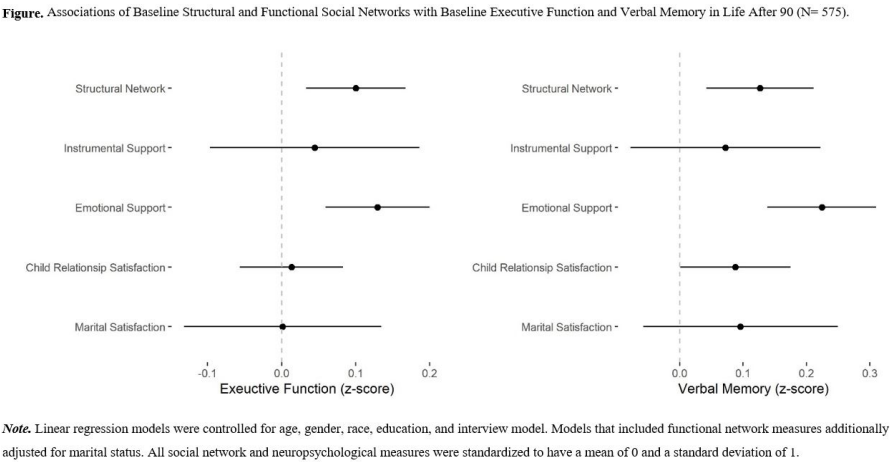 Figure. Associations of Baseline Structural and Functional Social Networks with Baseline Executive Function and Verbal Memory in Life After 90 (N= 575).
Structural Network
Instrumental Support
Emotional Support
Child Relationsip Satisfaction
Marital Satisfaction
-0.1 0.0 0.1 0.2
Exeuctive Function (z-score)
Structural Network
Instrumental Support
Emotional Support
Child Relationsip Satisfaction
Marital Satisfaction
0.0 0.1 0.2 0.3
Verbal Memory (z-score)
Note. Linear regression models were controlled for age, gender, race, education, and interview model. Models that included functional network measures additionally
adjusted for marital status. All social network and neuropsychological measures were standardized to have a mean of 0 and a standard deviation of 1.